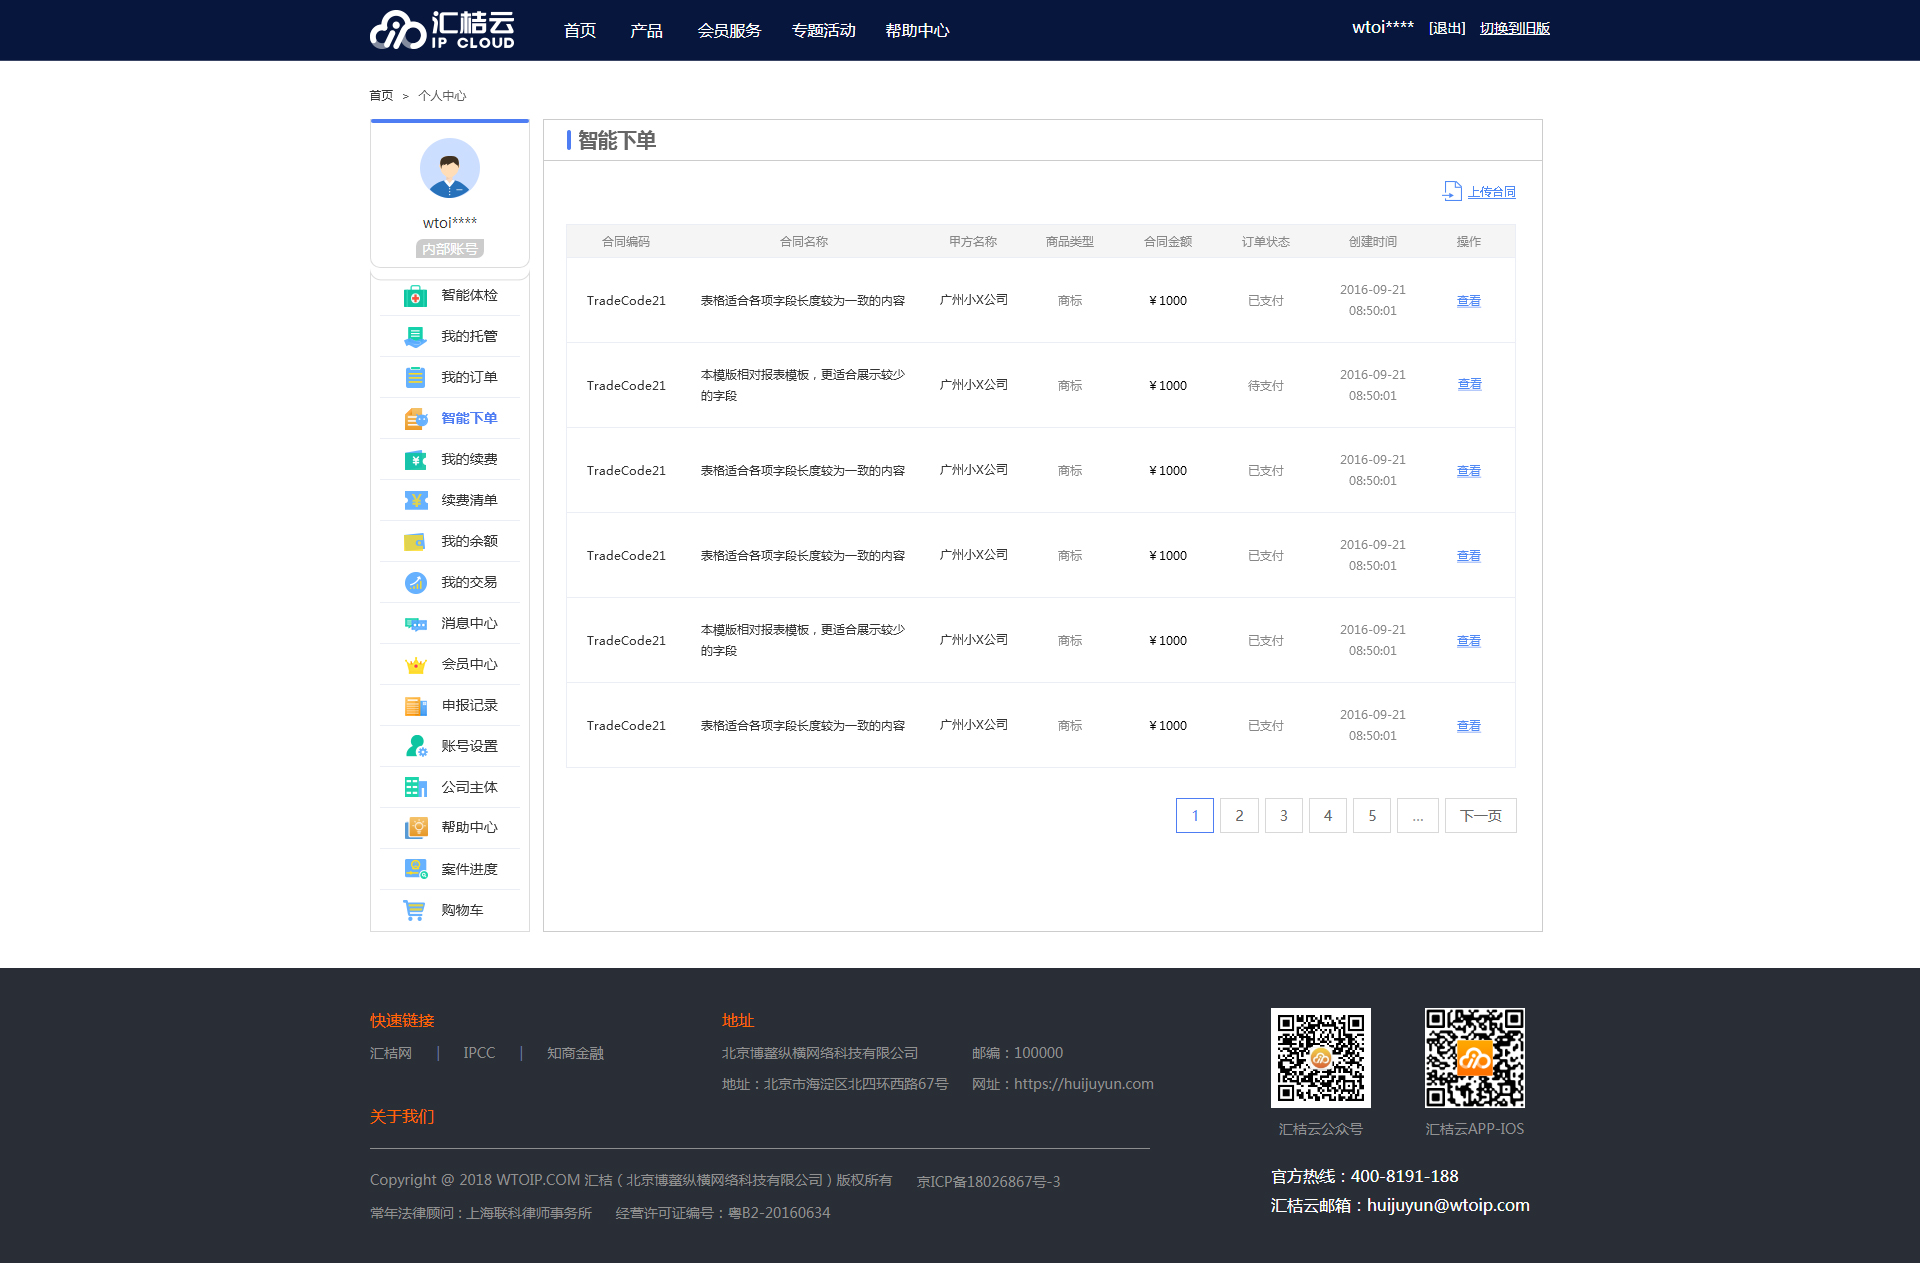 汇桔云
IP CLOUD
首页 产品 会员服务 专题活动 帮助中心
wtoi**** [退出] 切换到旧版
首页 > 个人中心
wtoi****
内部账号
智能体检
我的托管
我的订单
智能下单
我的续费
续费清单
我的余额
我的交易
消息中心
会员中心
申报记录
账号设置
公司主体
帮助中心
案件进度
购物车
智能下单
上传合同
合同编码 合同名称 甲方名称 商品类型 合同金额 订单状态 创建时间 操作
TradeCode21 表格适合各项字段长度较为一致的内容 广州小X公司 商标 ¥1000 已支付 2016-09-21 08:50:01 查看
TradeCode21 本模版相对报表模板，更适合展示较少的字段 广州小X公司 商标 ¥1000 待支付 2016-09-21 08:50:01 查看
TradeCode21 表格适合各项字段长度较为一致的内容 广州小X公司 商标 ¥1000 已支付 2016-09-21 08:50:01 查看
TradeCode21 表格适合各项字段长度较为一致的内容 广州小X公司 商标 ¥1000 已支付 2016-09-21 08:50:01 查看
TradeCode21 本模版相对报表模板，更适合展示较少的字段 广州小X公司 商标 ¥1000 已支付 2016-09-21 08:50:01 查看
TradeCode21 表格适合各项字段长度较为一致的内容 广州小X公司 商标 ¥1000 已支付 2016-09-21 08:50:01 查看
1 2 3 4 5 ... 下一页
快速链接
汇桔网 | IPCC | 知商金融
关于我们
地址
北京博鳌纵横网络科技有限公司 邮编：100000
地址：北京市海淀区北四环西路67号 网址：https://huijuyun.com
汇桔云公众号 汇桔云APP-IOS
Copyright @ 2018 WTOIP.COM 汇桔（北京博鳌纵横网络科技有限公司）版权所有 京ICP备18026867号-3
常年法律顾问：上海联科律师事务所 经营许可证编号：粤B2-20160634
官方热线：400-8191-188
汇桔云邮箱：huijuyun@wtoip.com